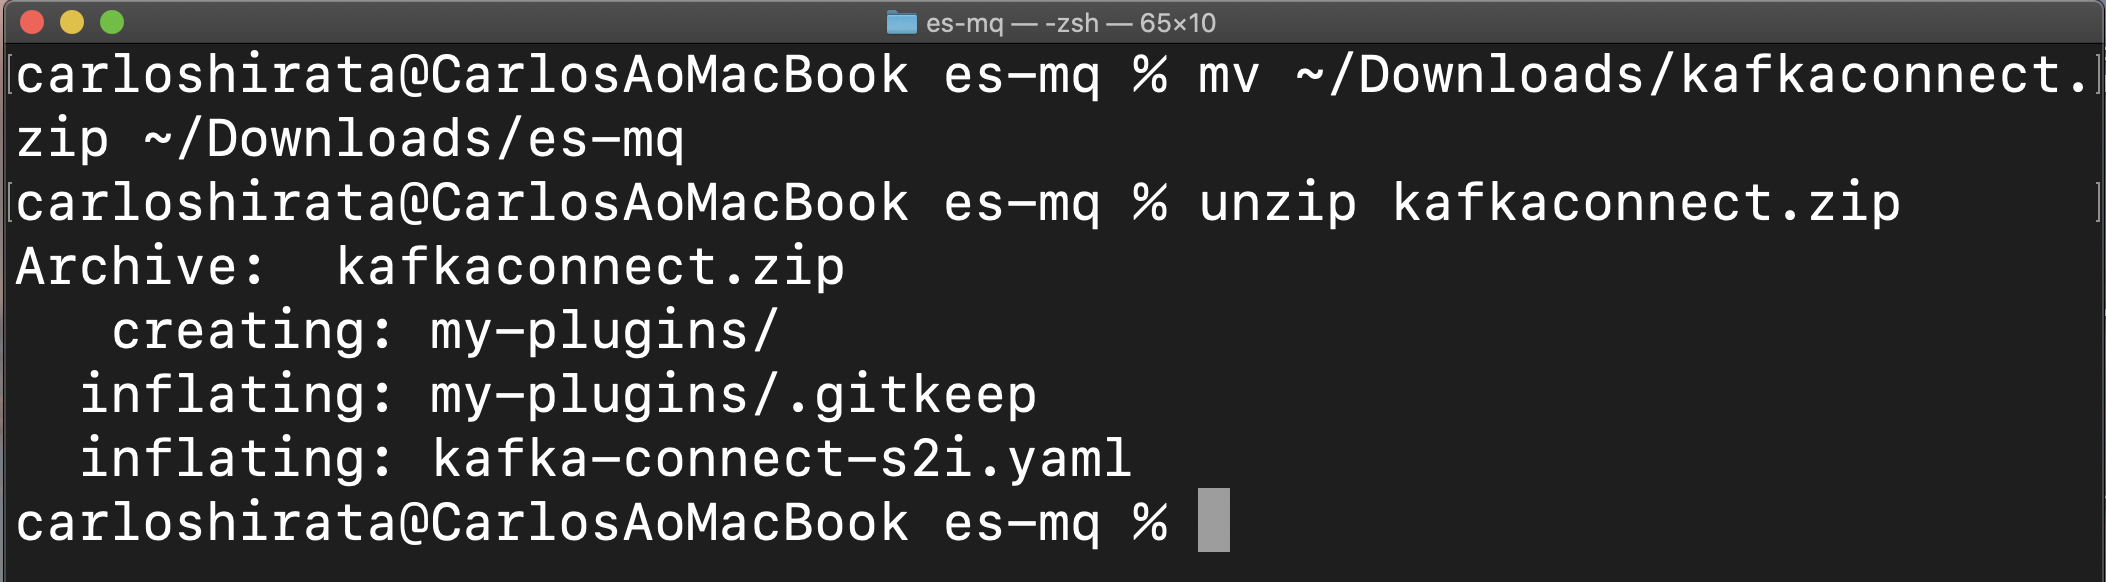 es-mq — -zsh — 65×10
carloshirata@CarlosAoMacBook es-mq % mv ~/Downloads/kafkaconnect.
zip ~/Downloads/es-mq
carloshirata@CarlosAoMacBook es-mq % unzip kafkaconnect.zip
Archive:  kafkaconnect.zip
   creating: my-plugins/
  inflating: my-plugins/.gitkeep
  inflating: kafka-connect-s2i.yaml
carloshirata@CarlosAoMacBook es-mq %